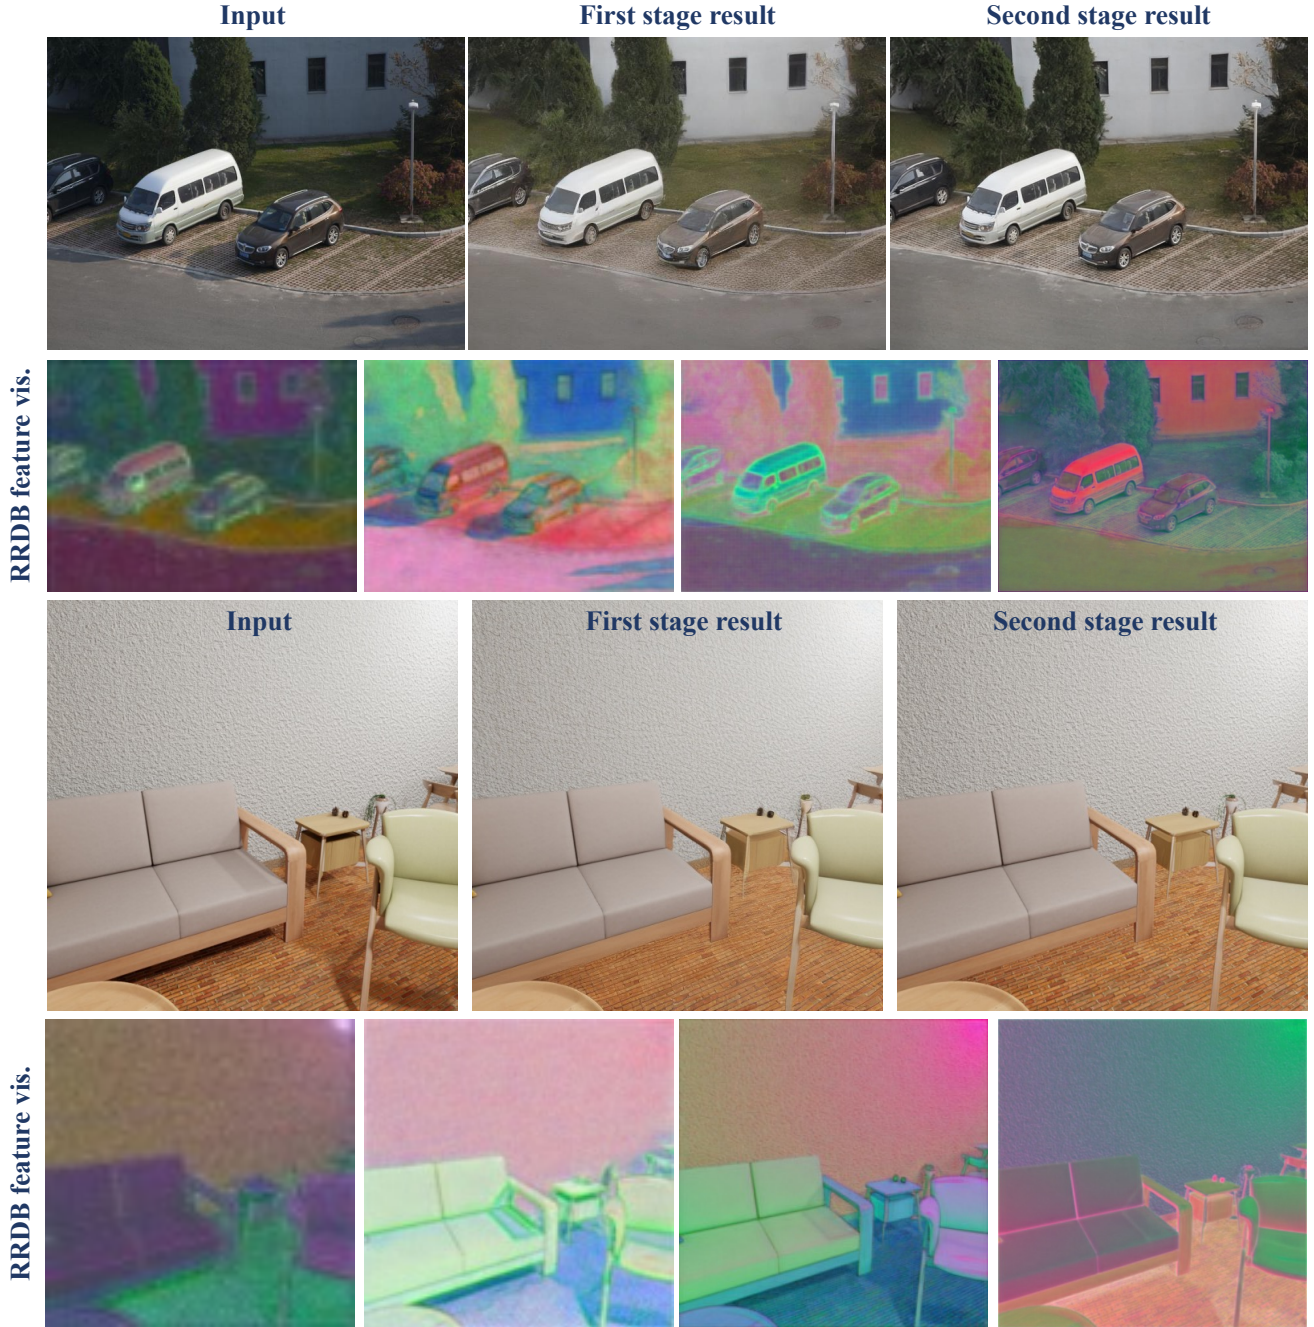 Input First stage result Second stage result
RRDB feature vis.
Input First stage result Second stage result
RRDB feature vis.